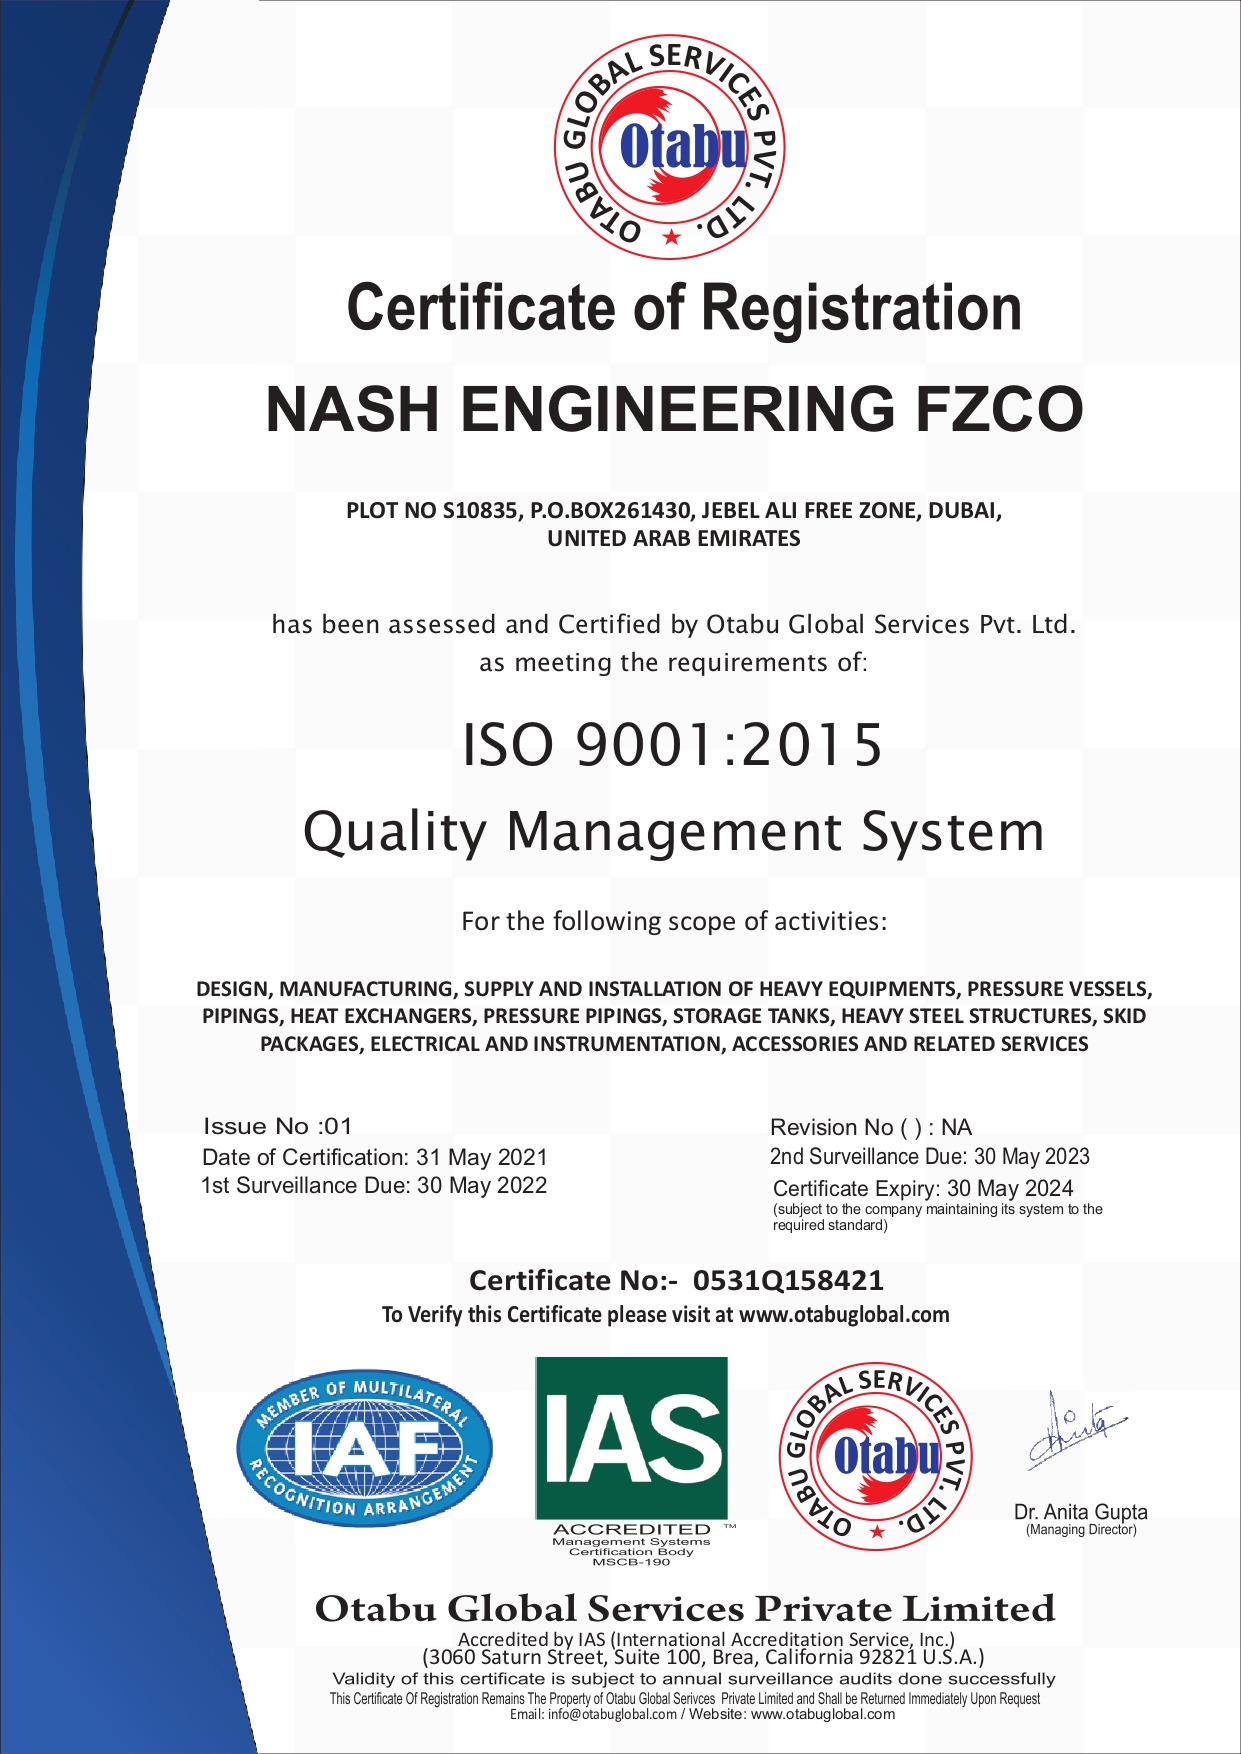 OTABU GLOBAL SERVICES PVT. LTD.
Otabu
Certificate of Registration
NASH ENGINEERING FZCO
PLOT NO S10835, P.O.BOX261430, JEBEL ALI FREE ZONE, DUBAI,
UNITED ARAB EMIRATES
has been assessed and Certified by Otabu Global Services Pvt. Ltd.
as meeting the requirements of:
ISO 9001:2015
Quality Management System
For the following scope of activities:
DESIGN, MANUFACTURING, SUPPLY AND INSTALLATION OF HEAVY EQUIPMENTS, PRESSURE VESSELS,
PIPINGS, HEAT EXCHANGERS, PRESSURE PIPINGS, STORAGE TANKS, HEAVY STEEL STRUCTURES, SKID
PACKAGES, ELECTRICAL AND INSTRUMENTATION, ACCESSORIES AND RELATED SERVICES
Issue No :01
Date of Certification: 31 May 2021
1st Surveillance Due: 30 May 2022
Revision No ( ) : NA
2nd Surveillance Due: 30 May 2023
Certificate Expiry: 30 May 2024
(subject to the company maintaining its system to the
required standard)
Certificate No:- 0531Q158421
To Verify this Certificate please visit at www.otabuglobal.com
MEMBER OF MULTILATERAL
IAF
RECOGNITION ARRANGEMENT
IAS
ACCREDITED ™
Management Systems
Certification Body
MSCB-190
OTABU GLOBAL SERVICES PVT. LTD.
Otabu
Anita
Dr. Anita Gupta
(Managing Director)
Otabu Global Services Private Limited
Accredited by IAS (International Accreditation Service, Inc.)
(3060 Saturn Street, Suite 100, Brea, California 92821 U.S.A.)
Validity of this certificate is subject to annual surveillance audits done successfully
This Certificate Of Registration Remains The Property of Otabu Global Serivces Private Limited and Shall be Returned Immediately Upon Request
Email: info@otabuglobal.com / Website: www.otabuglobal.com